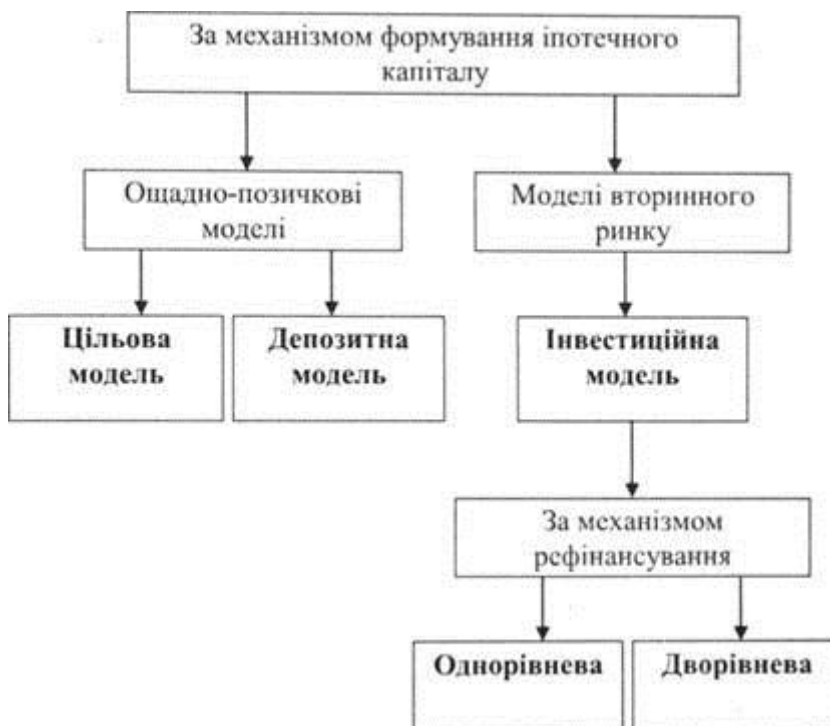 За механізмом формування іпотечного
капіталу
Ощадно-позичкові
моделі
Моделі вторинного
ринку
Цільова
модель
Депозитна
модель
Інвестиційна
модель
За механізмом
рефінансування
Однорівнева
Дворівнева